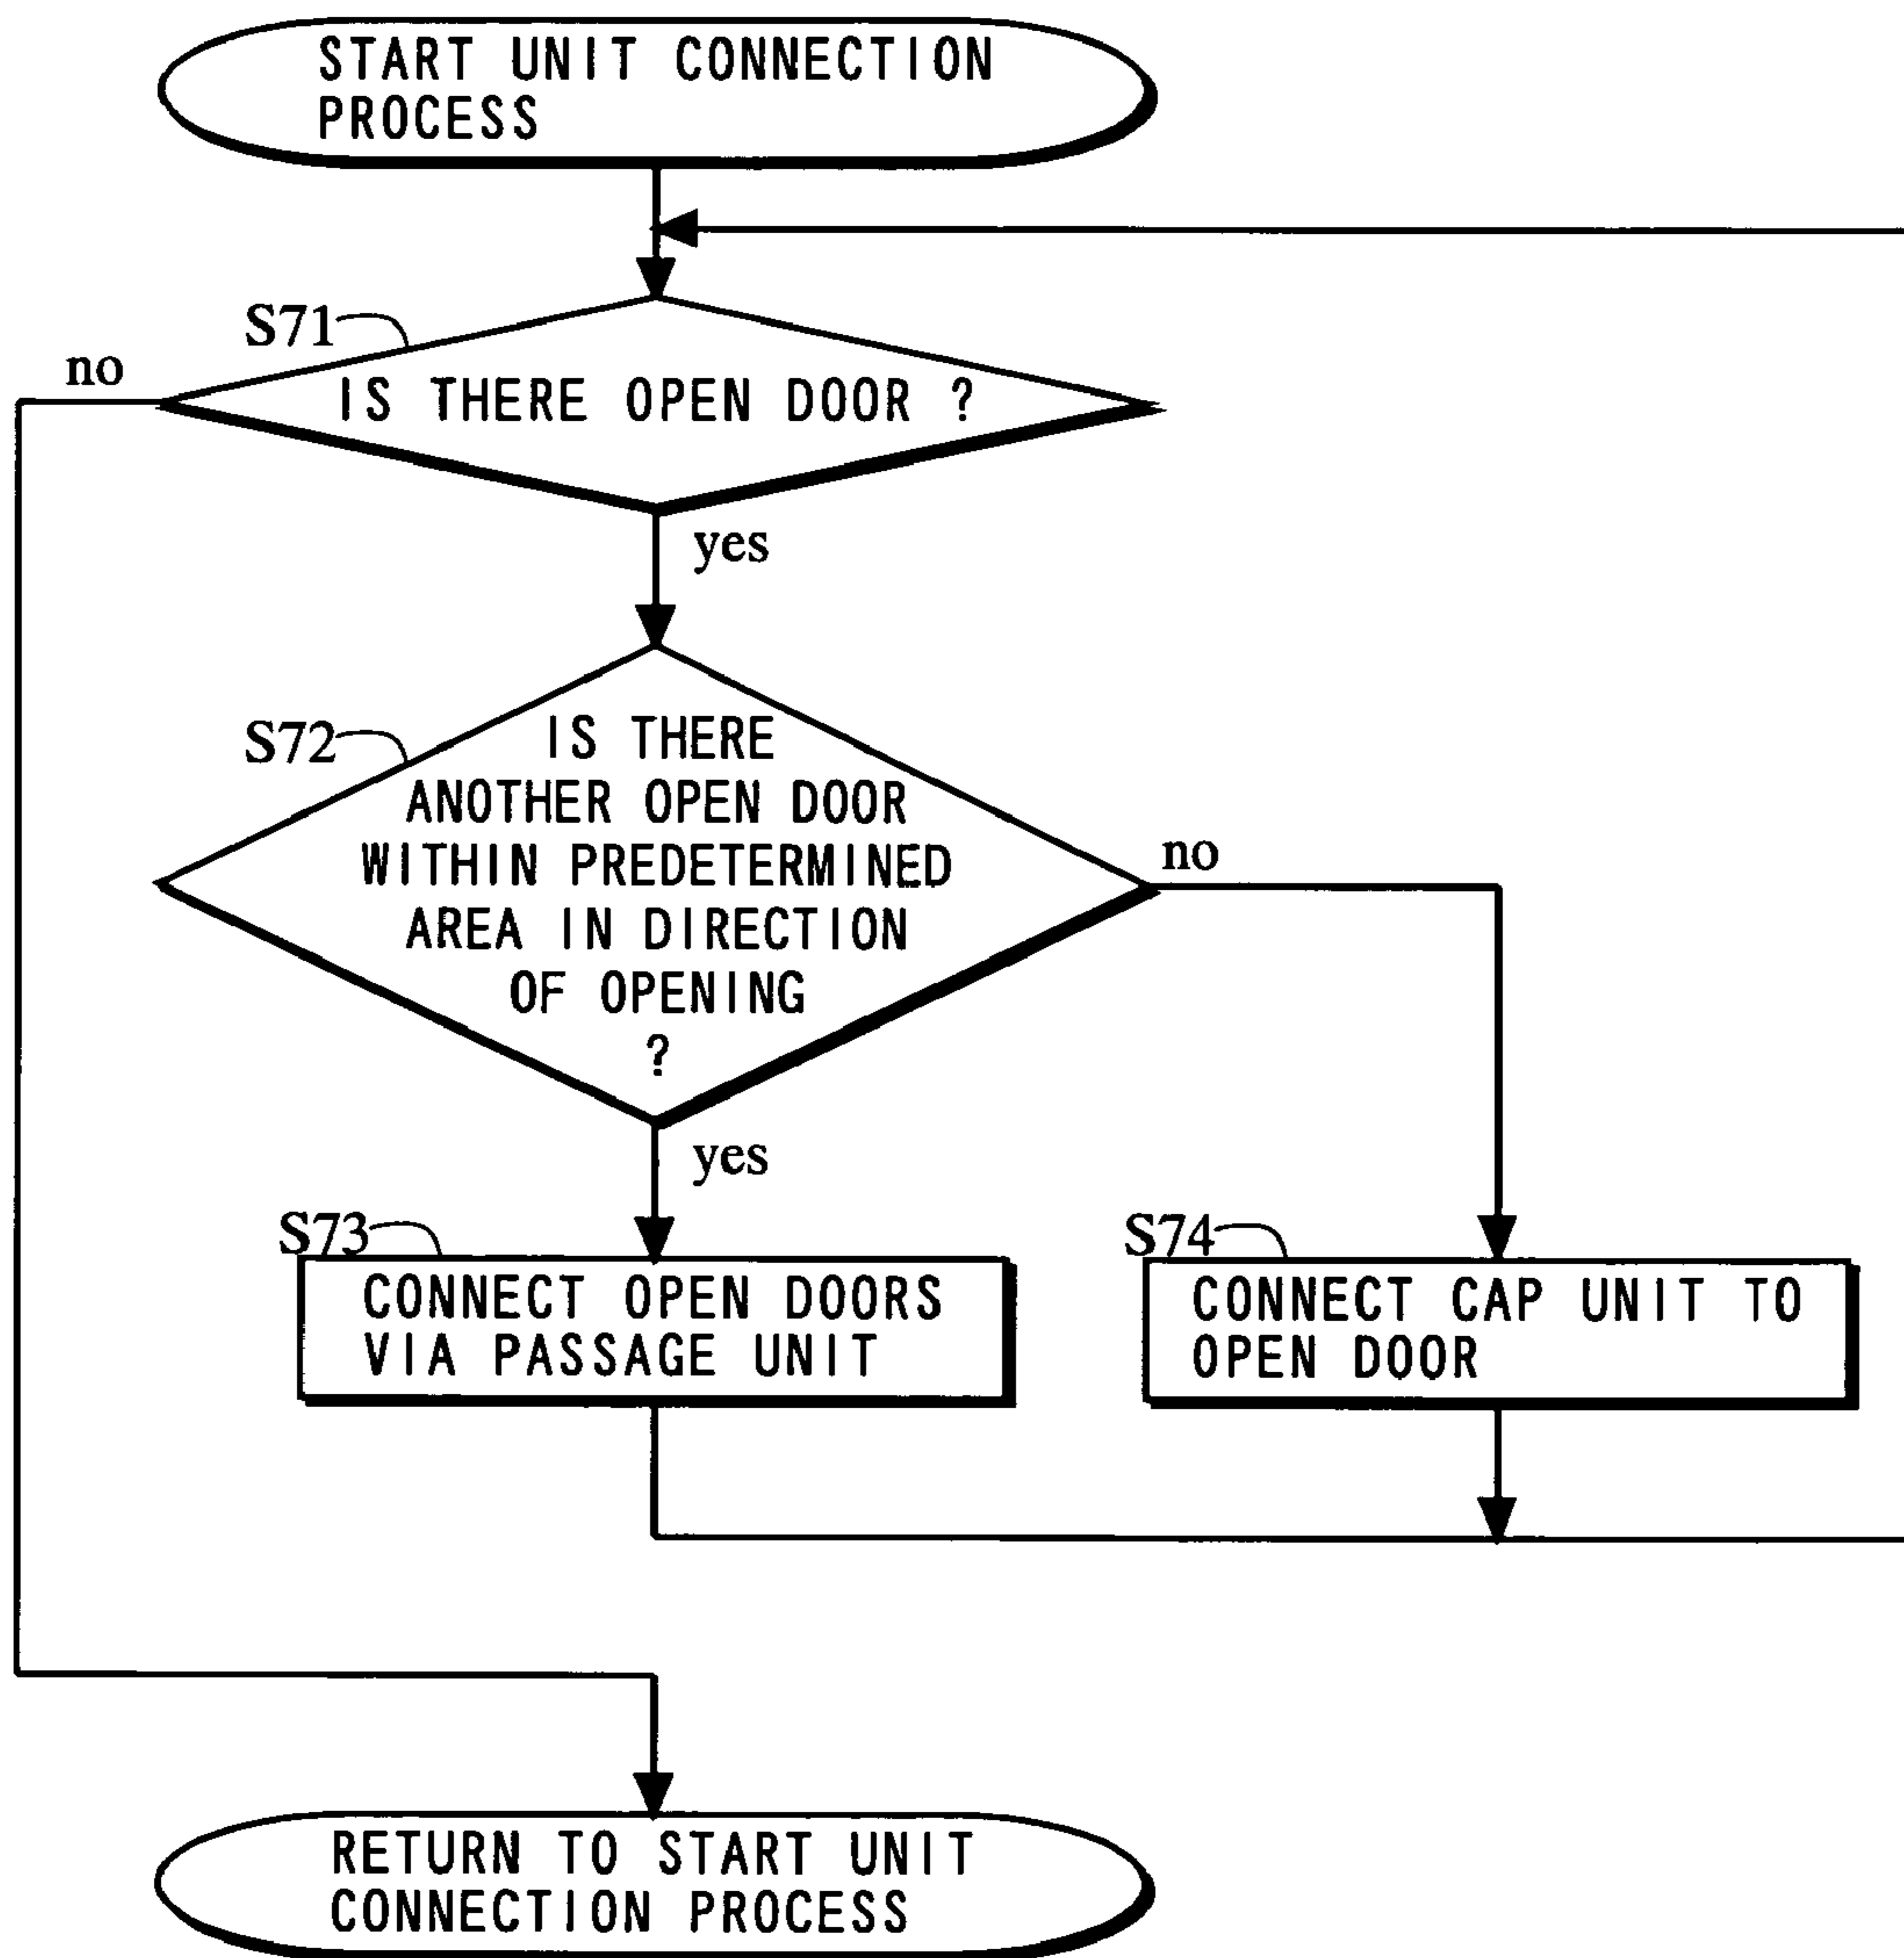 START UNIT CONNECTION
PROCESS
S71
no
IS THERE OPEN DOOR ?
yes
S72
IS THERE
ANOTHER OPEN DOOR
WITHIN PREDETERMINED
AREA IN DIRECTION
OF OPENING
?
no
yes
S73
CONNECT OPEN DOORS
VIA PASSAGE UNIT
S74
CONNECT CAP UNIT TO
OPEN DOOR
RETURN TO START UNIT
CONNECTION PROCESS